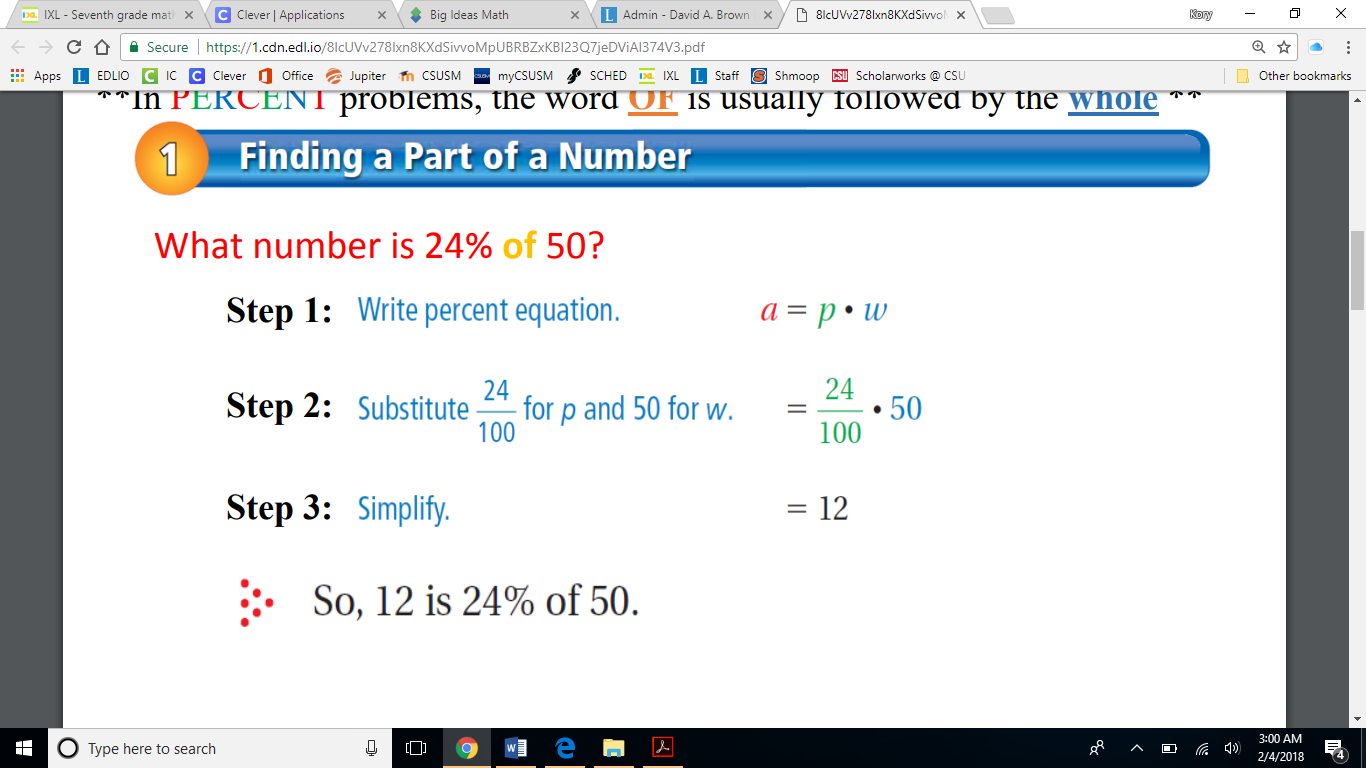 IXL - Seventh grade math
Clever | Applications
Big Ideas Math
Admin - David A. Brown
8lcUVv278lxn8KXdSivvoM
Kory
Secure | https://1.cdn.edl.io/8lcUVv278lxn8KXdSivvoMpUBRBZxKBl23Q7jeDViAl374V3.pdf
Apps EDLIO IC Clever Office Jupiter CSUSM myCSUSM SCHED IXL Staff Shmoop Scholarworks @ CSU Other bookmarks
**In PERCENT problems, the word OF is usually followed by the whole **
1 Finding a Part of a Number
What number is 24% of 50?
Step 1: Write percent equation. a = p • w
Step 2: Substitute 24/100 for p and 50 for w. = 24/100 • 50
Step 3: Simplify. = 12
So, 12 is 24% of 50.
Type here to search
3:00 AM
2/4/2018
4